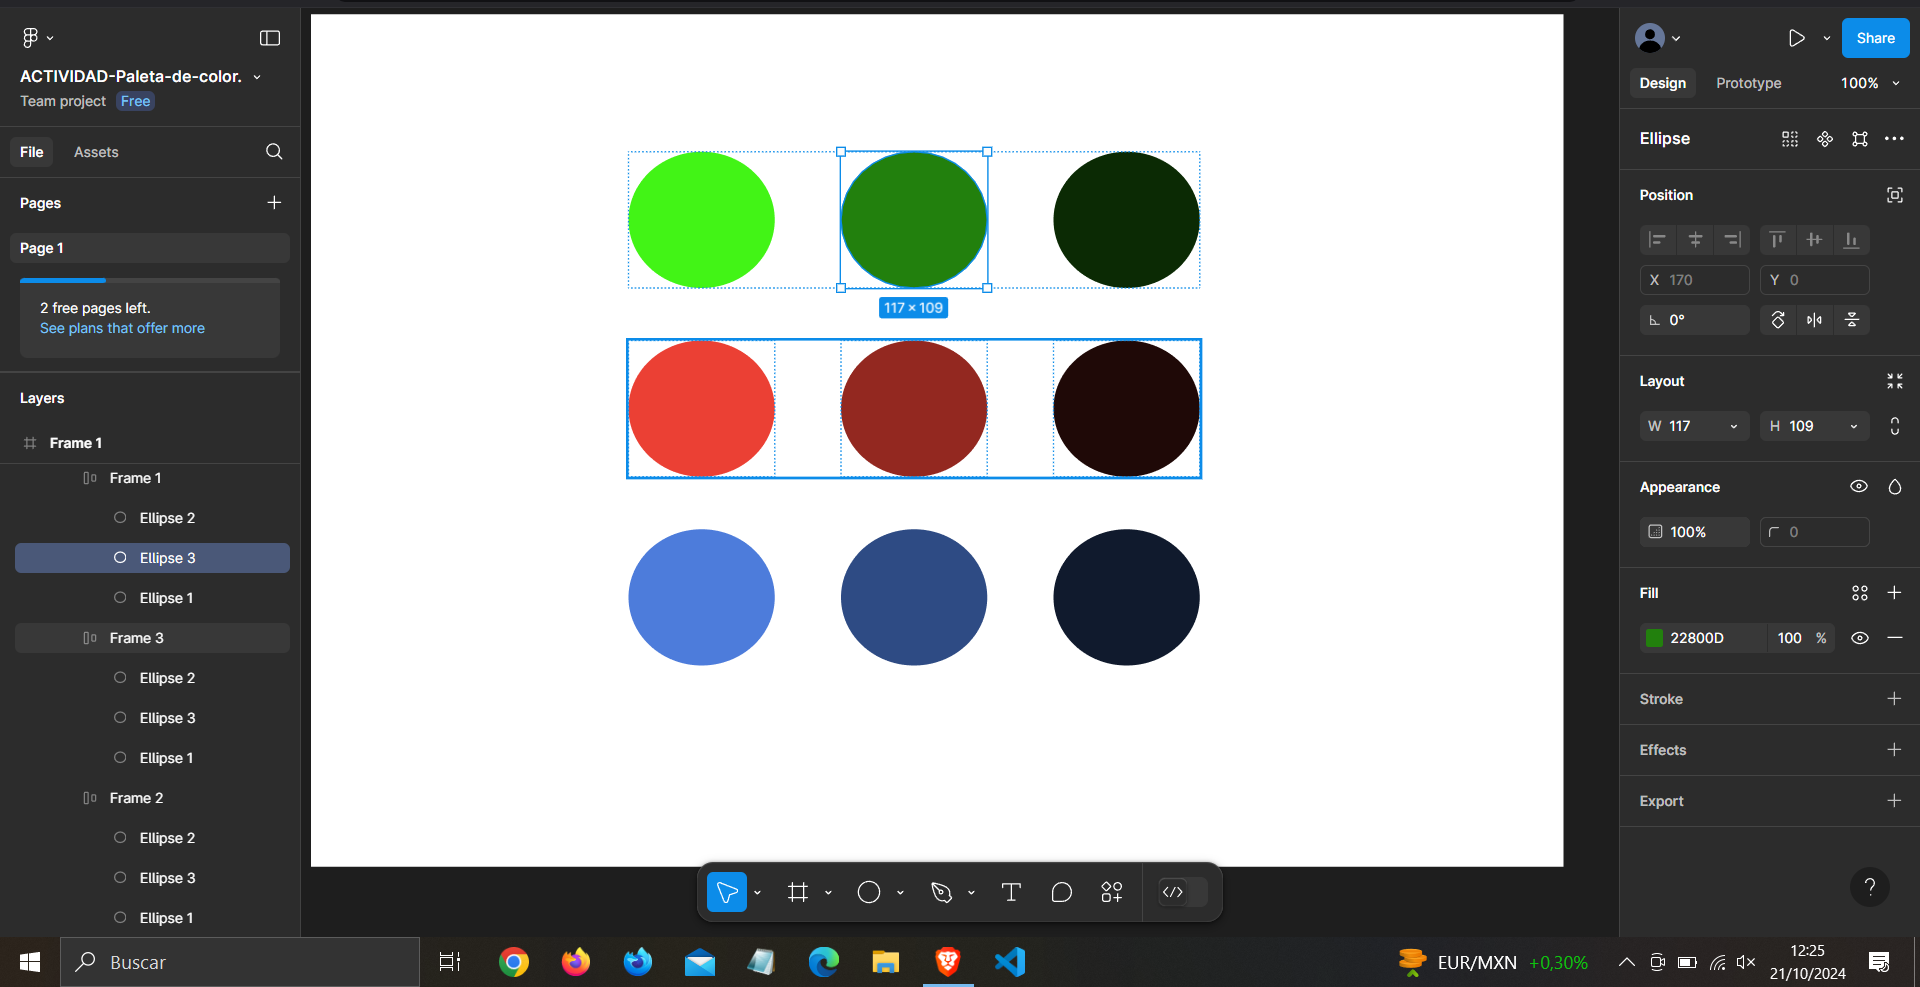 ACTIVIDAD-Paleta-de-color.
Team project Free
File Assets
Pages
Page 1
2 free pages left.
See plans that offer more
Layers
Frame 1
Frame 1
Ellipse 2
Ellipse 3
Ellipse 1
Frame 3
Ellipse 2
Ellipse 3
Ellipse 1
Frame 2
Ellipse 2
Ellipse 3
Ellipse 1
117 × 109
Share
Design Prototype 100%
Ellipse
Position
X 170 Y 0
0°
Layout
W 117 H 109
Appearance
100% 0
Fill
22800D 100 %
Stroke
Effects
Export
?
Buscar
EUR/MXN +0,30%
12:25
21/10/2024